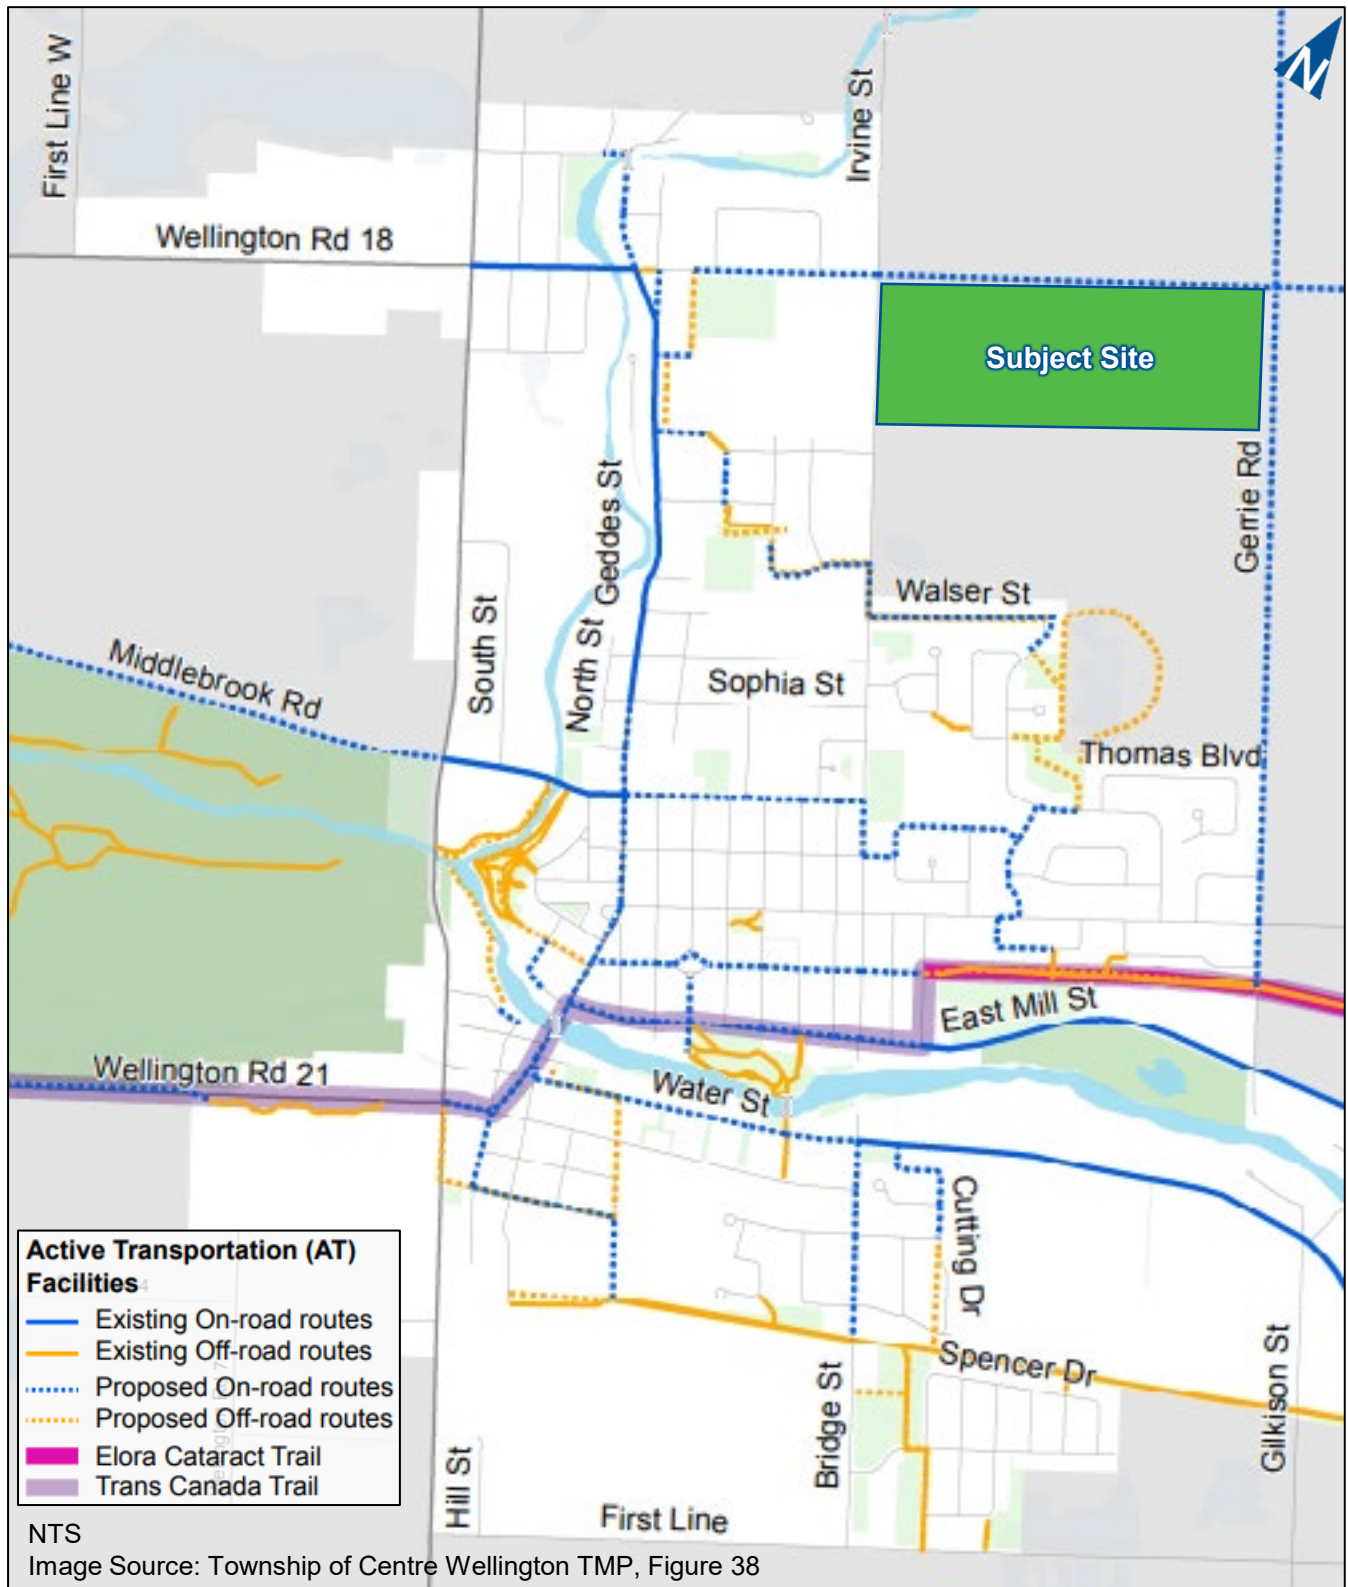 First Line W
Irvine St
N
Wellington Rd 18
Subject Site
Gerrie Rd
Geddes St
Walser St
South St
North St
Middlebrook Rd
Sophia St
Thomas Blvd
East Mill St
Wellington Rd 21
Water St
Cutting Dr
Active Transportation (AT)
Facilities
Existing On-road routes
Existing Off-road routes
Proposed On-road routes
Proposed Off-road routes
Elora Cataract Trail
Trans Canada Trail
Spencer Dr
Bridge St
Gilkison St
Hill St
First Line
NTS
Image Source: Township of Centre Wellington TMP, Figure 38